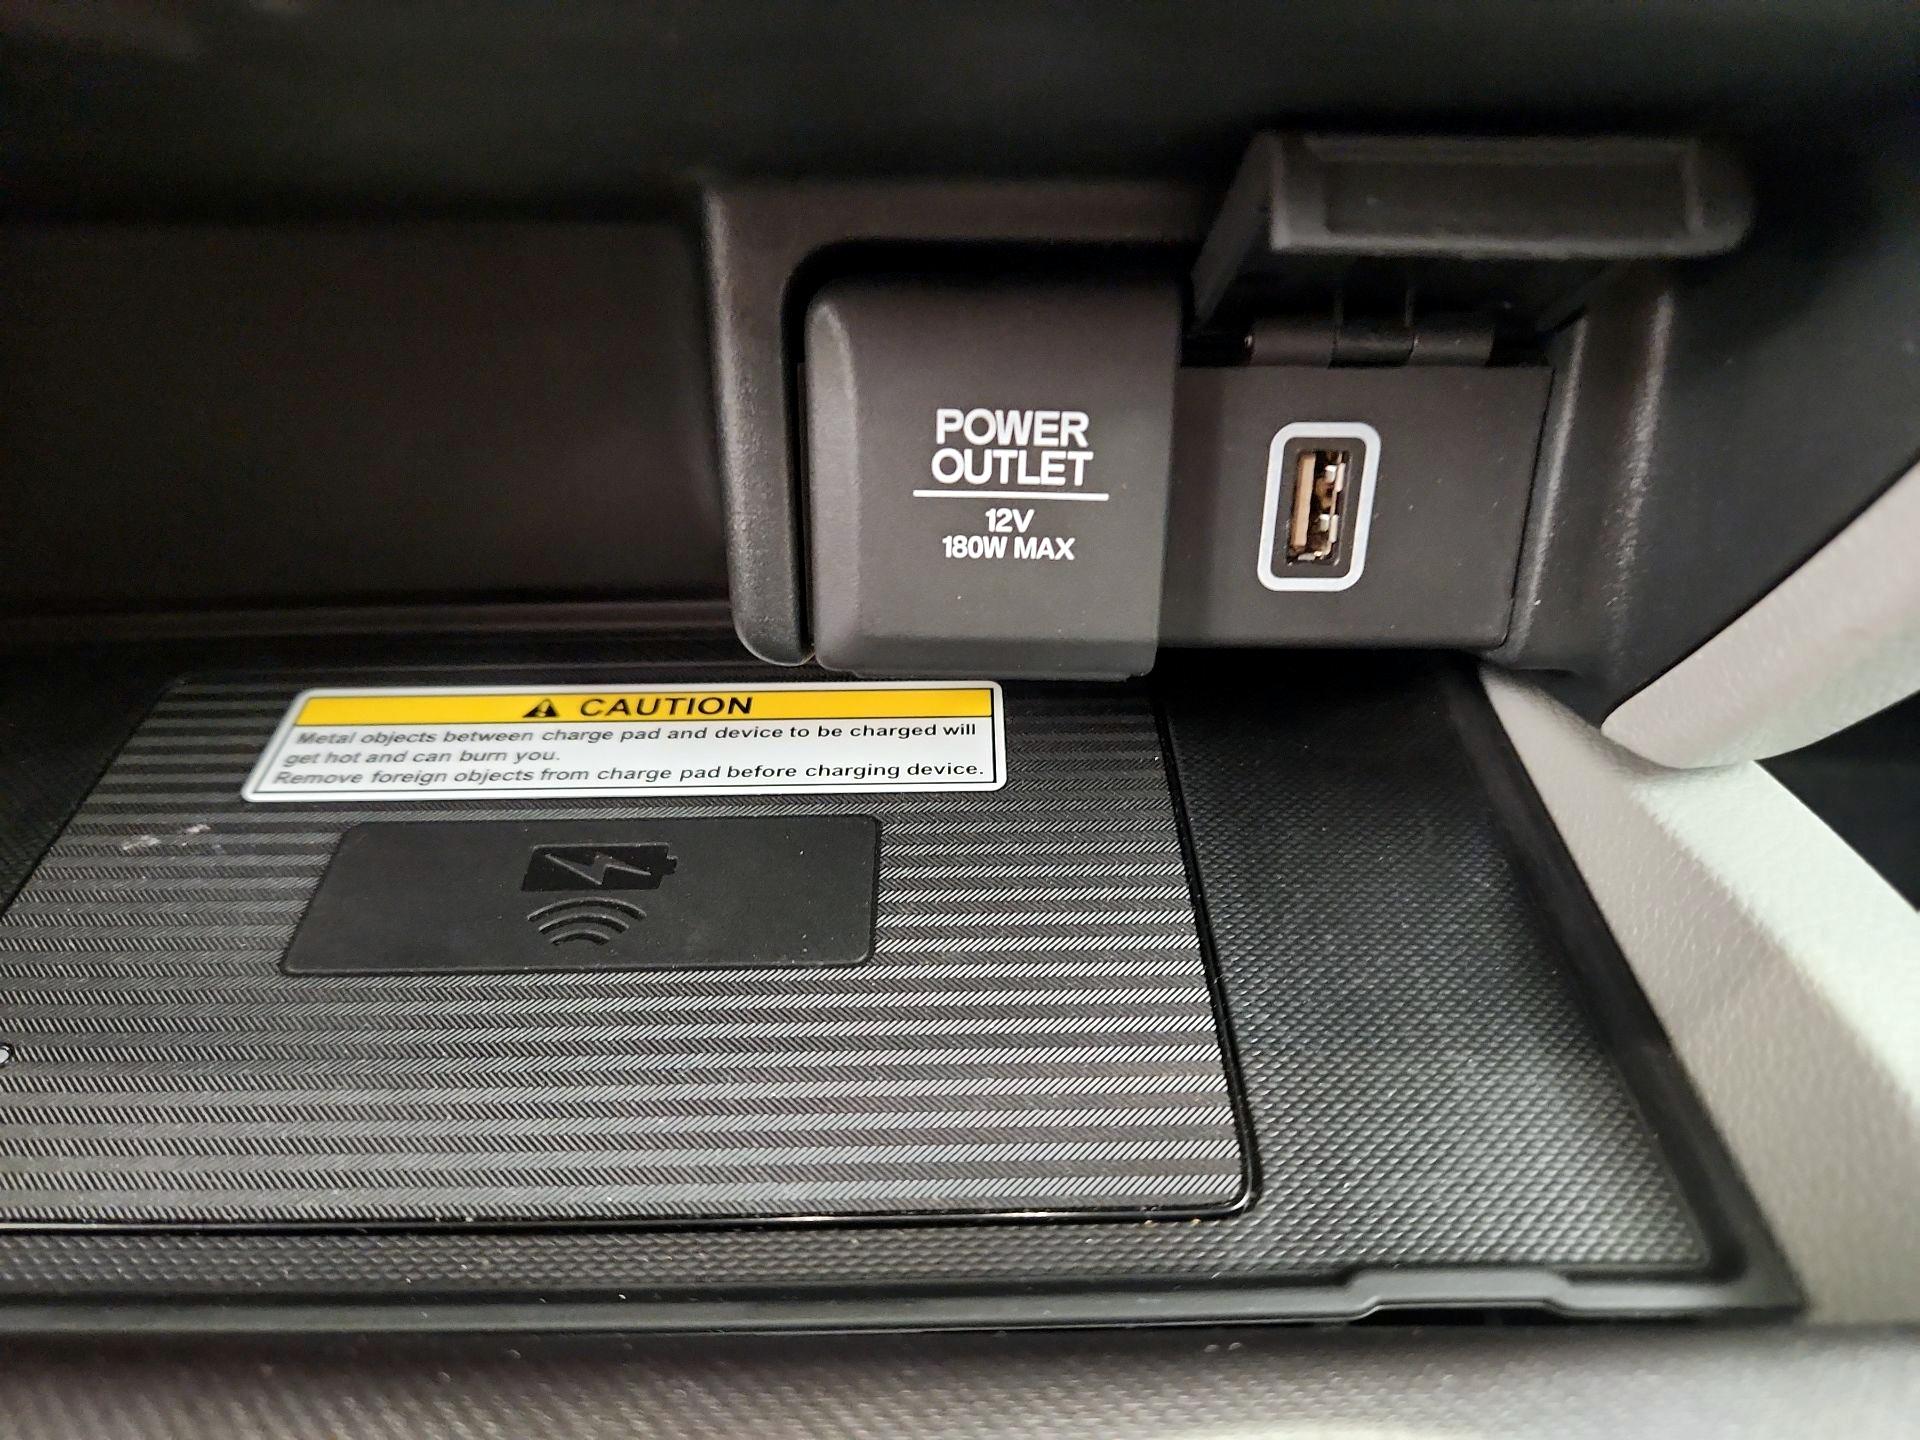 POWER
OUTLET
12V
180W MAX
CAUTION
Metal objects between charge pad and device to be charged will
get hot and can burn you.
Remove foreign objects from charge pad before charging device.